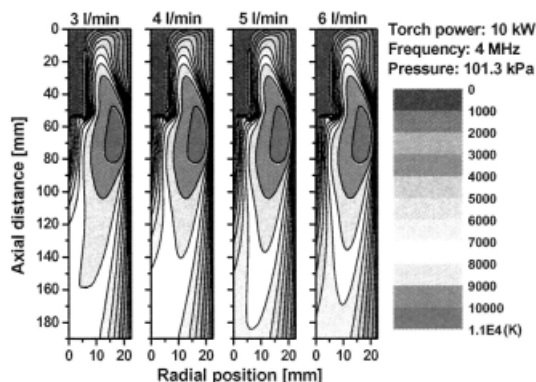 3 l/min 4 l/min 5 l/min 6 l/min
Torch power: 10 kW
Frequency: 4 MHz
Pressure: 101.3 kPa
0
20
40
60
80
100
120
140
160
180
Axial distance [mm]
0
1000
2000
3000
4000
5000
6000
7000
8000
9000
10000
1.1E4 (K)
0 10 20 0 10 20 0 10 20 0 10 20
Radial position [mm]